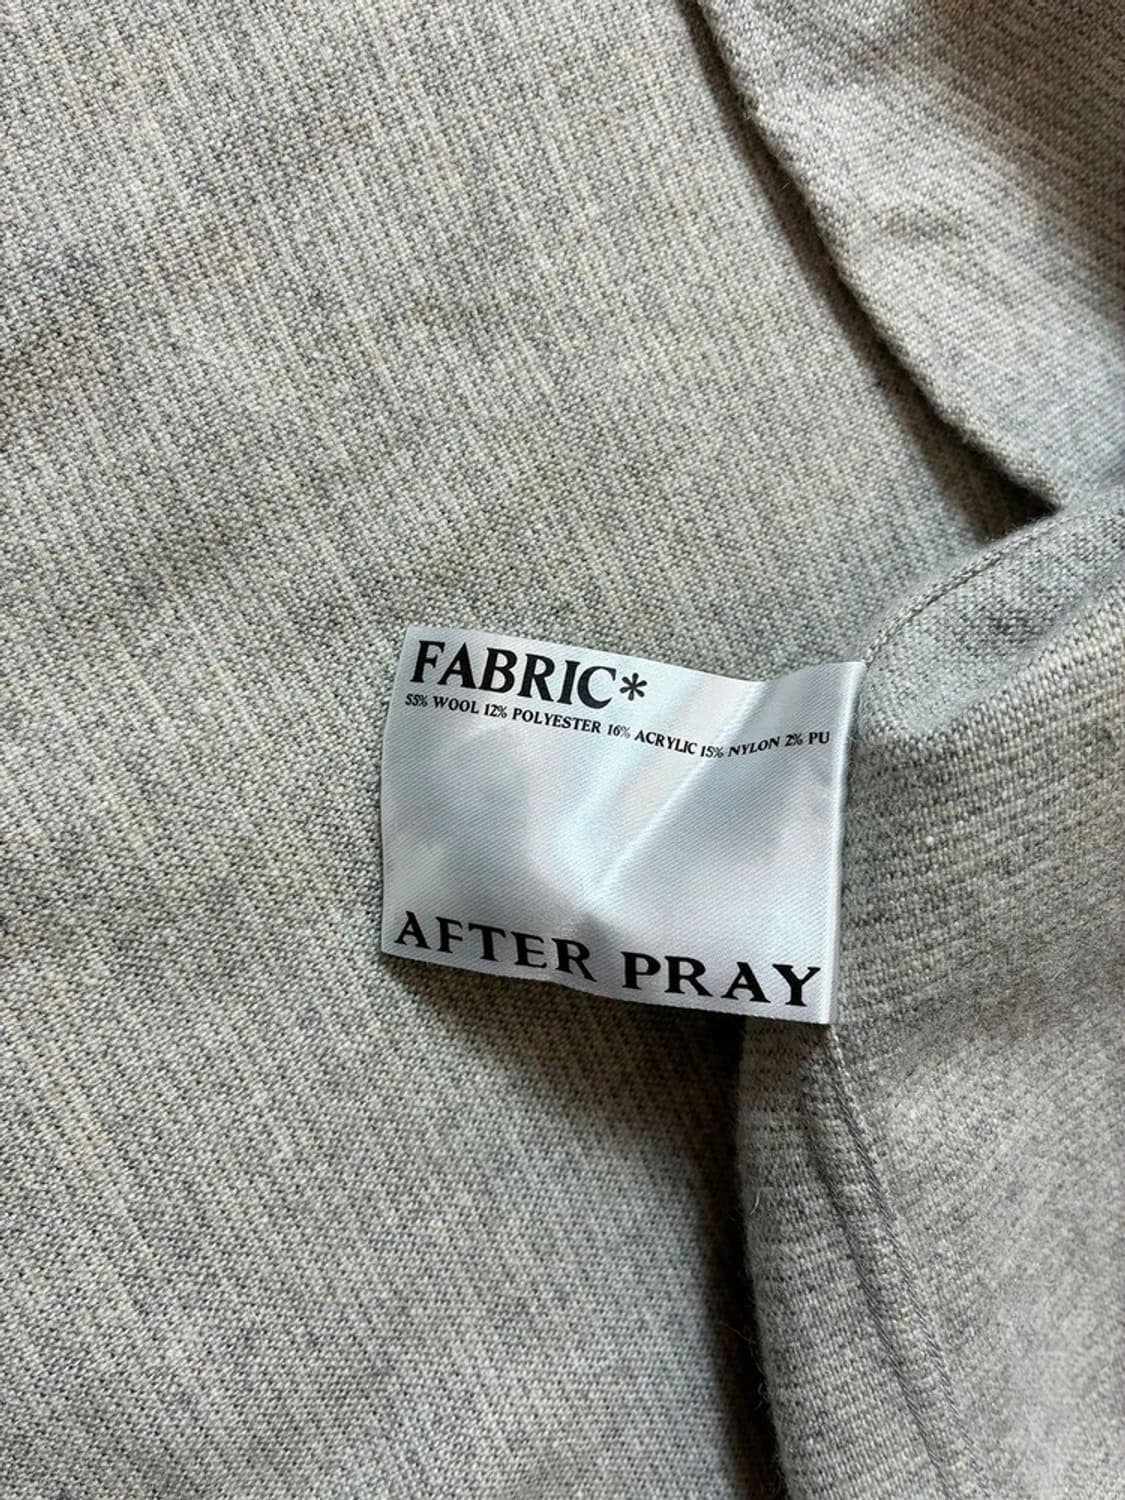 FABRIC*
55% WOOL 12% POLYESTER 16% ACRYLIC 15% NYLON 2% PU
AFTER PRAY